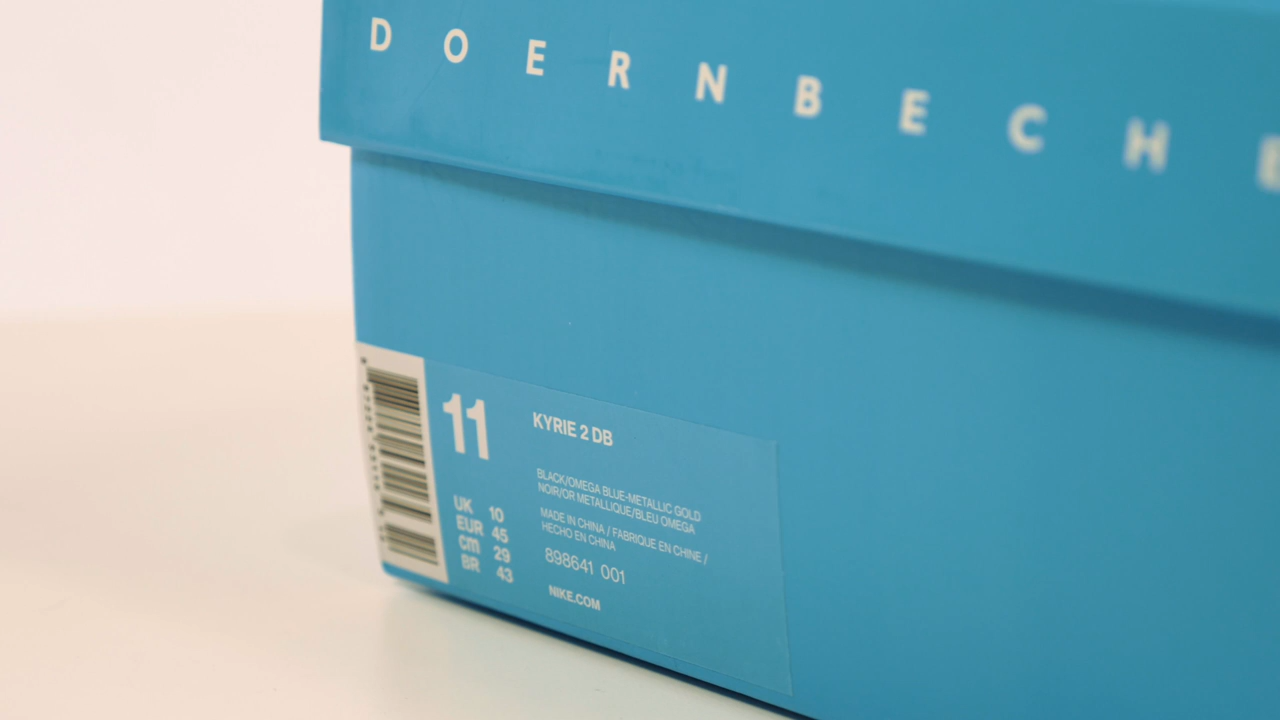 DOERNBECHE
11
UK 10
EUR 45
CM 29
BR 43
KYRIE 2 DB
BLACK/OMEGA BLUE-METALLIC GOLD
NOIR/OR METALLIQUE/BLEU OMEGA
MADE IN CHINA / FABRIQUE EN CHINE /
HECHO EN CHINA
898641 001
NIKE.COM